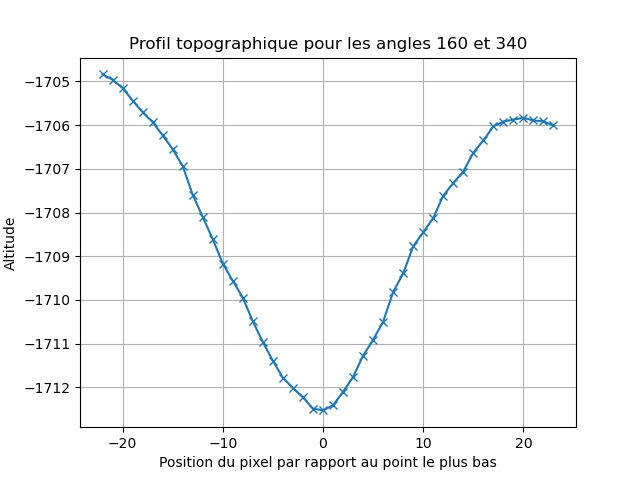 Profil topographique pour les angles 160 et 340
Altitude
−1705
−1706
−1707
−1708
−1709
−1710
−1711
−1712
−20 −10 0 10 20
Position du pixel par rapport au point le plus bas